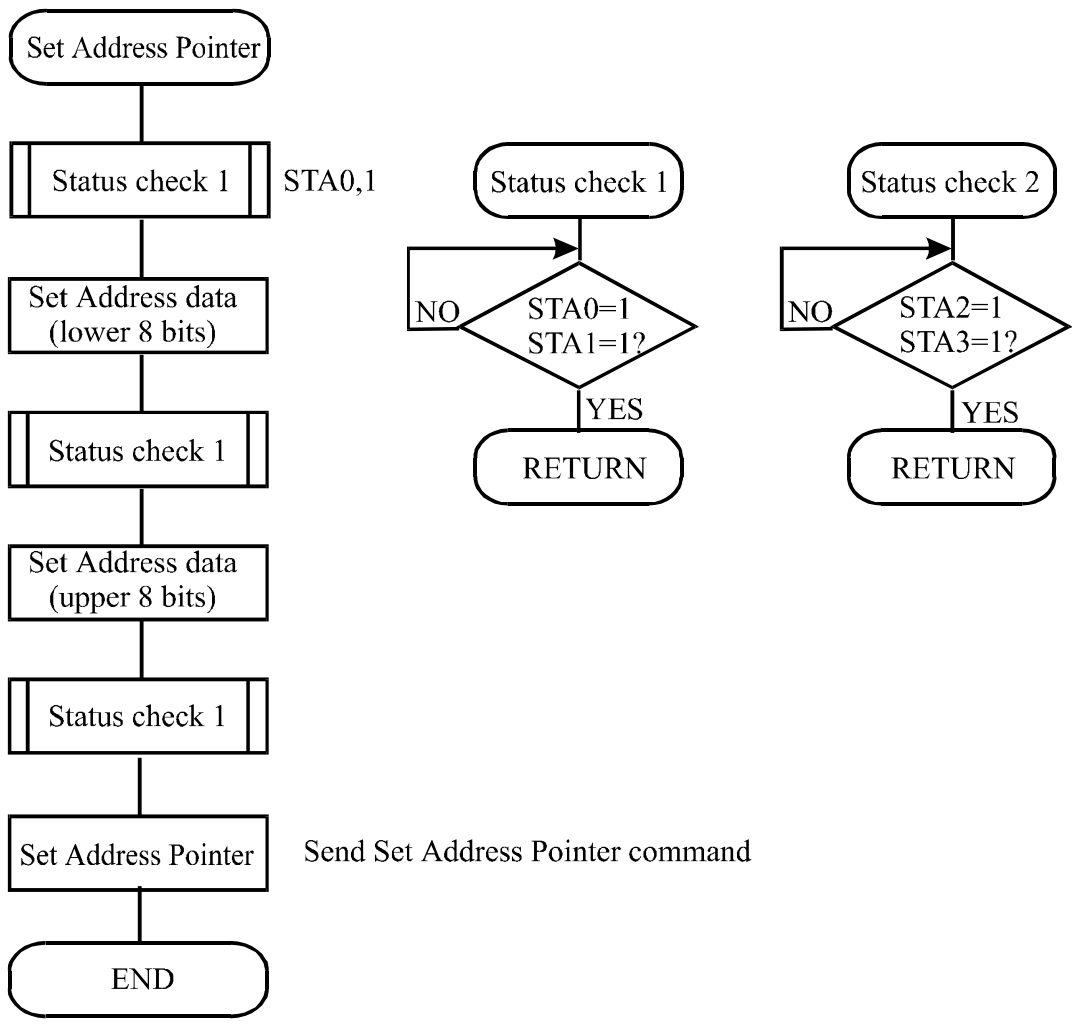 Set Address Pointer
Status check 1
STA0,1
Set Address data
(lower 8 bits)
Status check 1
Set Address data
(upper 8 bits)
Status check 1
Set Address Pointer
Send Set Address Pointer command
END
Status check 1
NO
STA0=1
STA1=1?
YES
RETURN
Status check 2
NO
STA2=1
STA3=1?
YES
RETURN